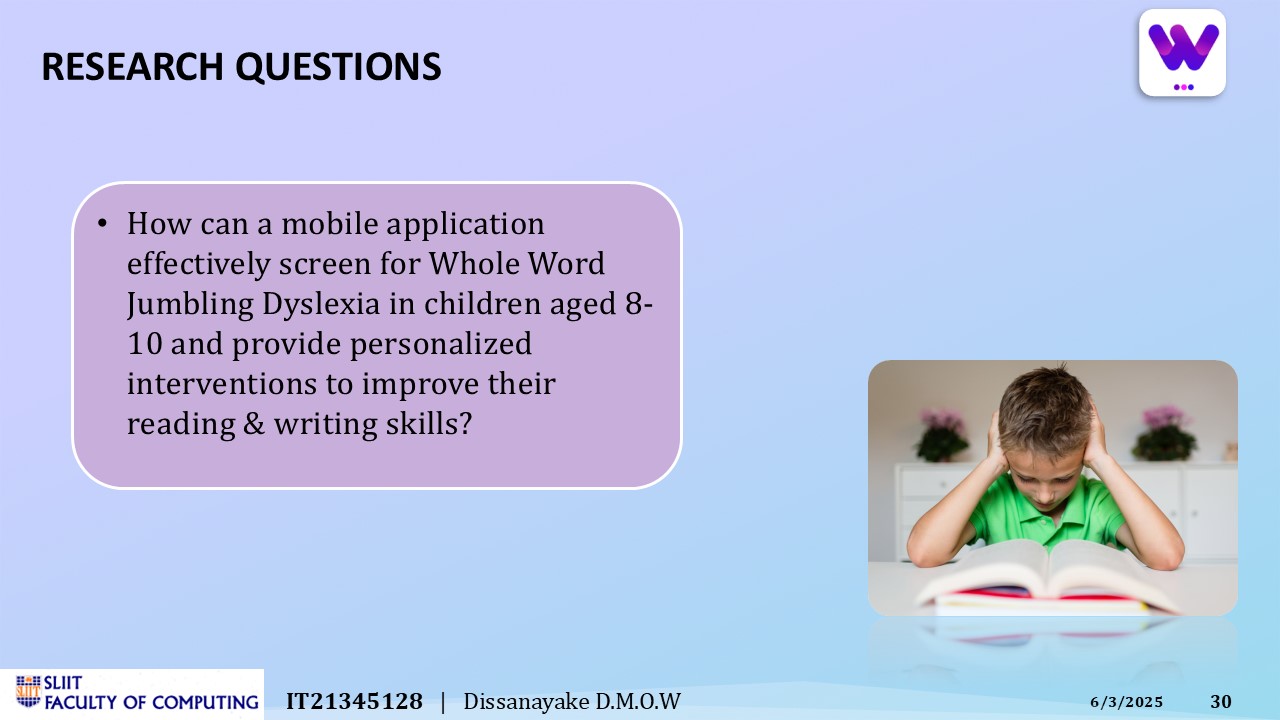 RESEARCH QUESTIONS
W
• How can a mobile application
effectively screen for Whole Word
Jumbling Dyslexia in children aged 8-
10 and provide personalized
interventions to improve their
reading & writing skills?
SLIIT
SLIIT
FACULTY OF COMPUTING
IT21345128 | Dissanayake D.M.O.W
6/3/2025
30